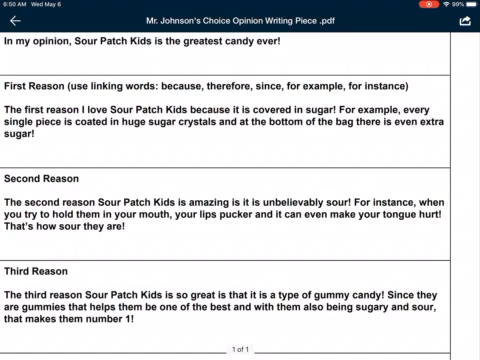 6:50 AM Wed May 6
99%
Mr. Johnson's Choice Opinion Writing Piece .pdf
In my opinion, Sour Patch Kids is the greatest candy ever!
First Reason (use linking words: because, therefore, since, for example, for instance)
The first reason I love Sour Patch Kids because it is covered in sugar! For example, every
single piece is coated in huge sugar crystals and at the bottom of the bag there is even extra
sugar!
Second Reason
The second reason Sour Patch Kids is amazing is it is unbelievably sour! For instance, when
you try to hold them in your mouth, your lips pucker and it can even make your tongue hurt!
That's how sour they are!
Third Reason
The third reason Sour Patch Kids is so great is that it is a type of gummy candy! Since they
are gummies that helps them be one of the best and with them also being sugary and sour,
that makes them number 1!
1 of 1